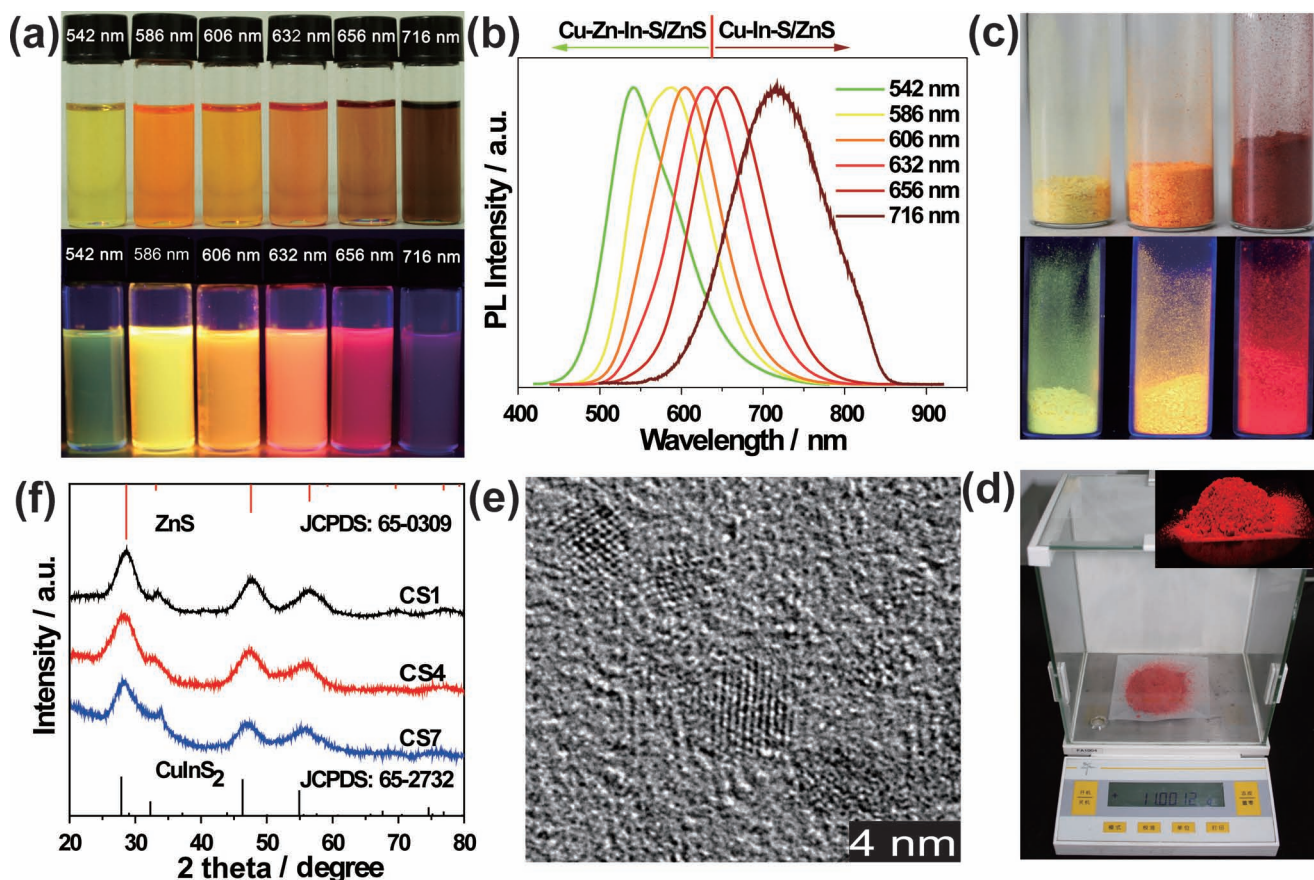 (a)
542 nm 586 nm 606 nm 632 nm 656 nm 716 nm
542 nm 586 nm 606 nm 632 nm 656 nm 716 nm
(b)
Cu-Zn-In-S/ZnS Cu-In-S/ZnS
542 nm
586 nm
606 nm
632 nm
656 nm
716 nm
PL Intensity / a.u.
400 500 600 700 800 900
Wavelength / nm
(c)
(f)
ZnS JCPDS: 65-0309
CS1
CS4
CS7
CuInS2 JCPDS: 65-2732
Intensity / a.u.
20 30 40 50 60 70 80
2 theta / degree
(e)
4 nm
(d)
11.0012